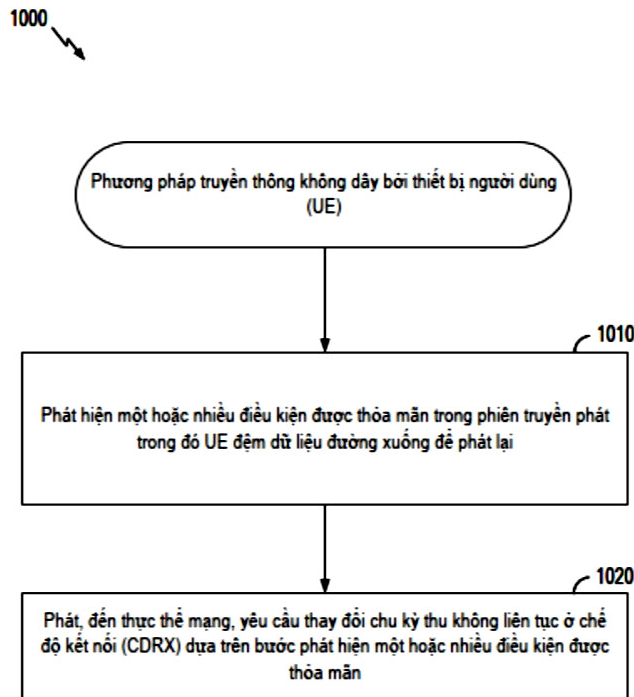 1000
Phương pháp truyền thông không dây bởi thiết bị người dùng
(UE)
1010
Phát hiện một hoặc nhiều điều kiện được thỏa mãn trong phiên truyền phát
trong đó UE đệm dữ liệu đường xuống để phát lại
1020
Phát, đến thực thể mạng, yêu cầu thay đổi chu kỳ thu không liên tục ở chế
độ kết nối (CDRX) dựa trên bước phát hiện một hoặc nhiều điều kiện được
thỏa mãn